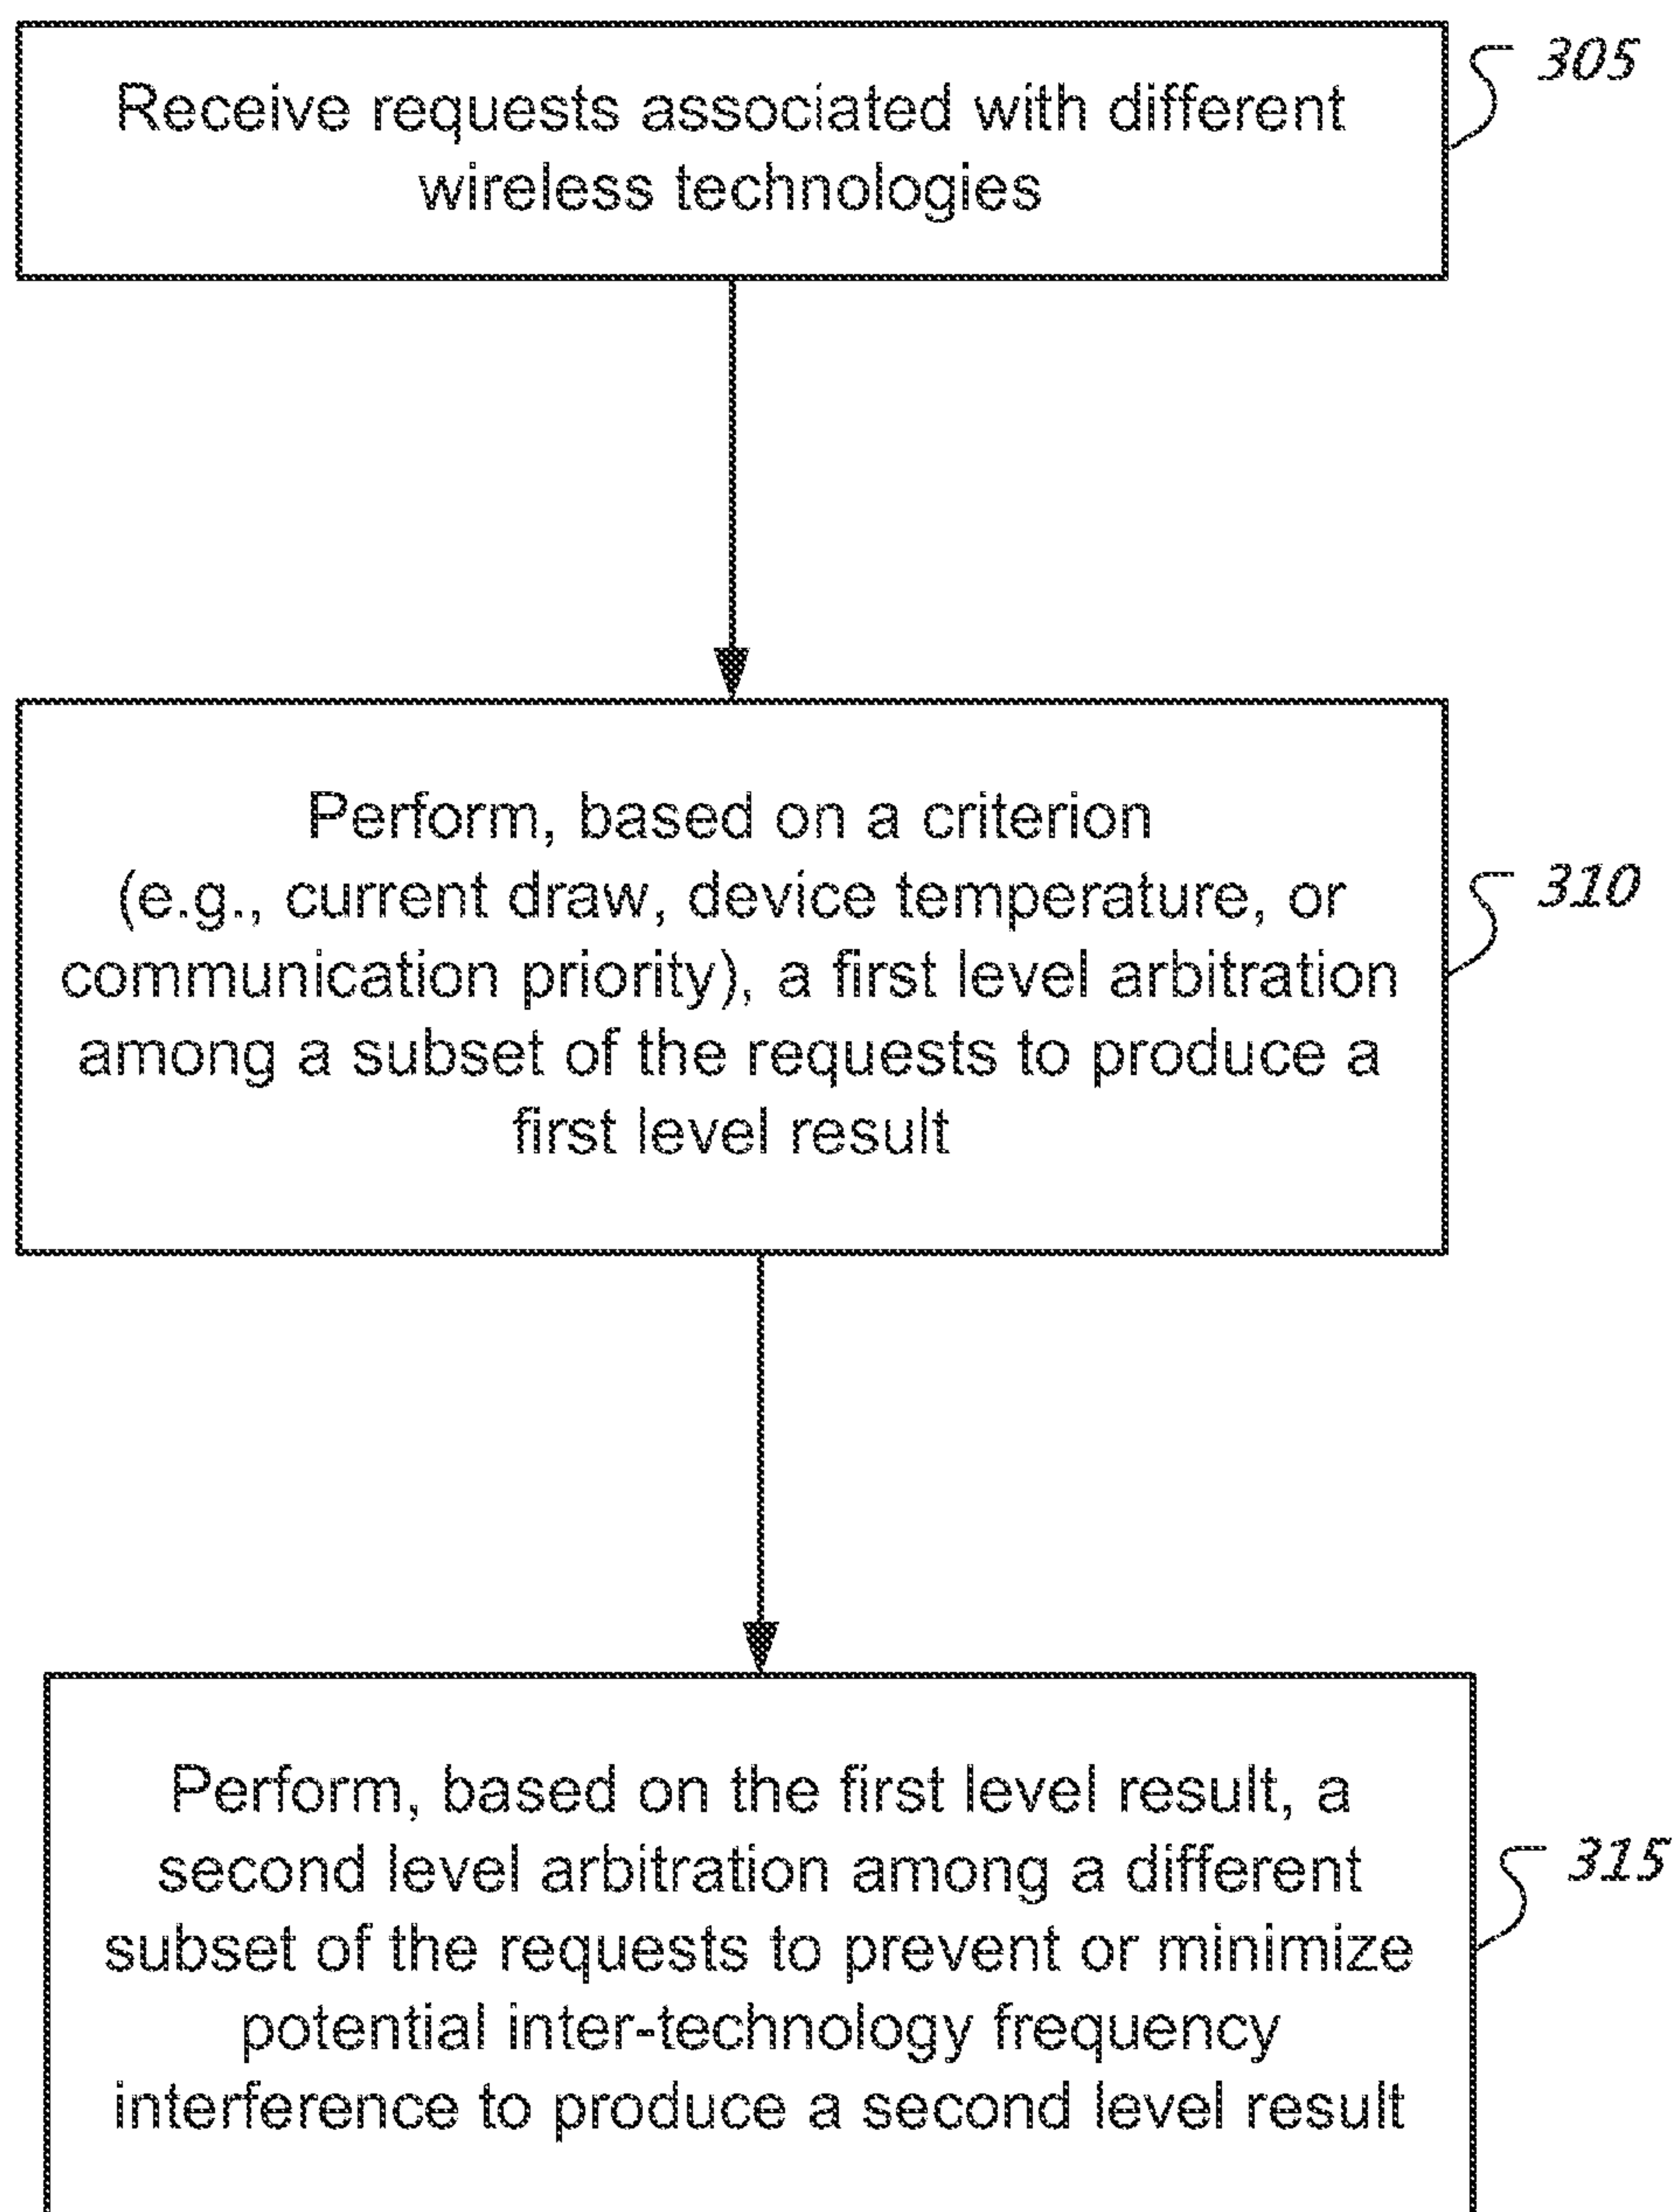 Receive requests associated with different
wireless technologies
305
Perform, based on a criterion
(e.g., current draw, device temperature, or
communication priority), a first level arbitration
among a subset of the requests to produce a
first level result
310
Perform, based on the first level result, a
second level arbitration among a different
subset of the requests to prevent or minimize
potential inter-technology frequency
interference to produce a second level result
315